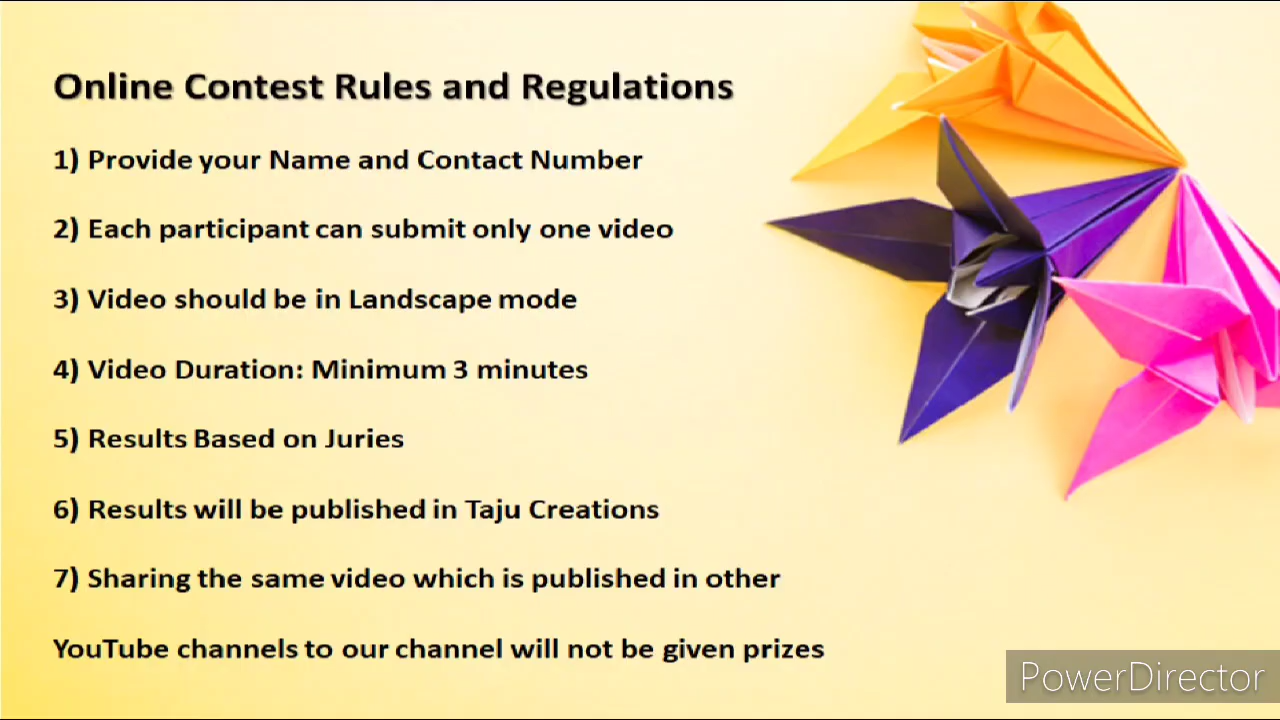 Online Contest Rules and Regulations
1) Provide your Name and Contact Number
2) Each participant can submit only one video
3) Video should be in Landscape mode
4) Video Duration: Minimum 3 minutes
5) Results Based on Juries
6) Results will be published in Taju Creations
7) Sharing the same video which is published in other
YouTube channels to our channel will not be given prizes
PowerDirector